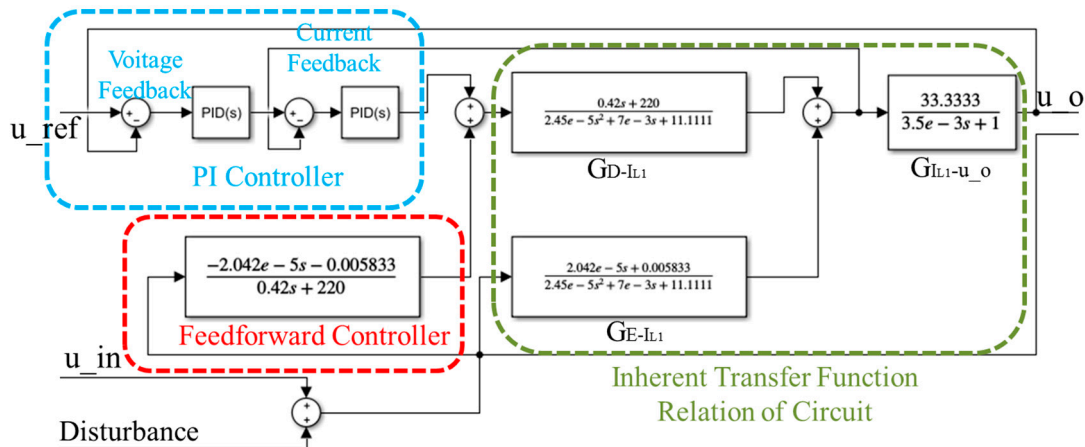 PI Controller
Voitage
Feedback
Current
Feedback
u_ref
+
-
PID(s)
+
-
PID(s)
+
+
0.42s + 220
2.45e − 5s² + 7e − 3s + 11.1111
G_D-IL1
+
+
33.3333
3.5e − 3s + 1
G_IL1-u_o
u_o
−2.042e − 5s − 0.005833
0.42s + 220
Feedforward Controller
2.042e − 5s + 0.005833
2.45e − 5s² + 7e − 3s + 11.1111
G_E-IL1
u_in
+
+
Disturbance
Inherent Transfer Function
Relation of Circuit